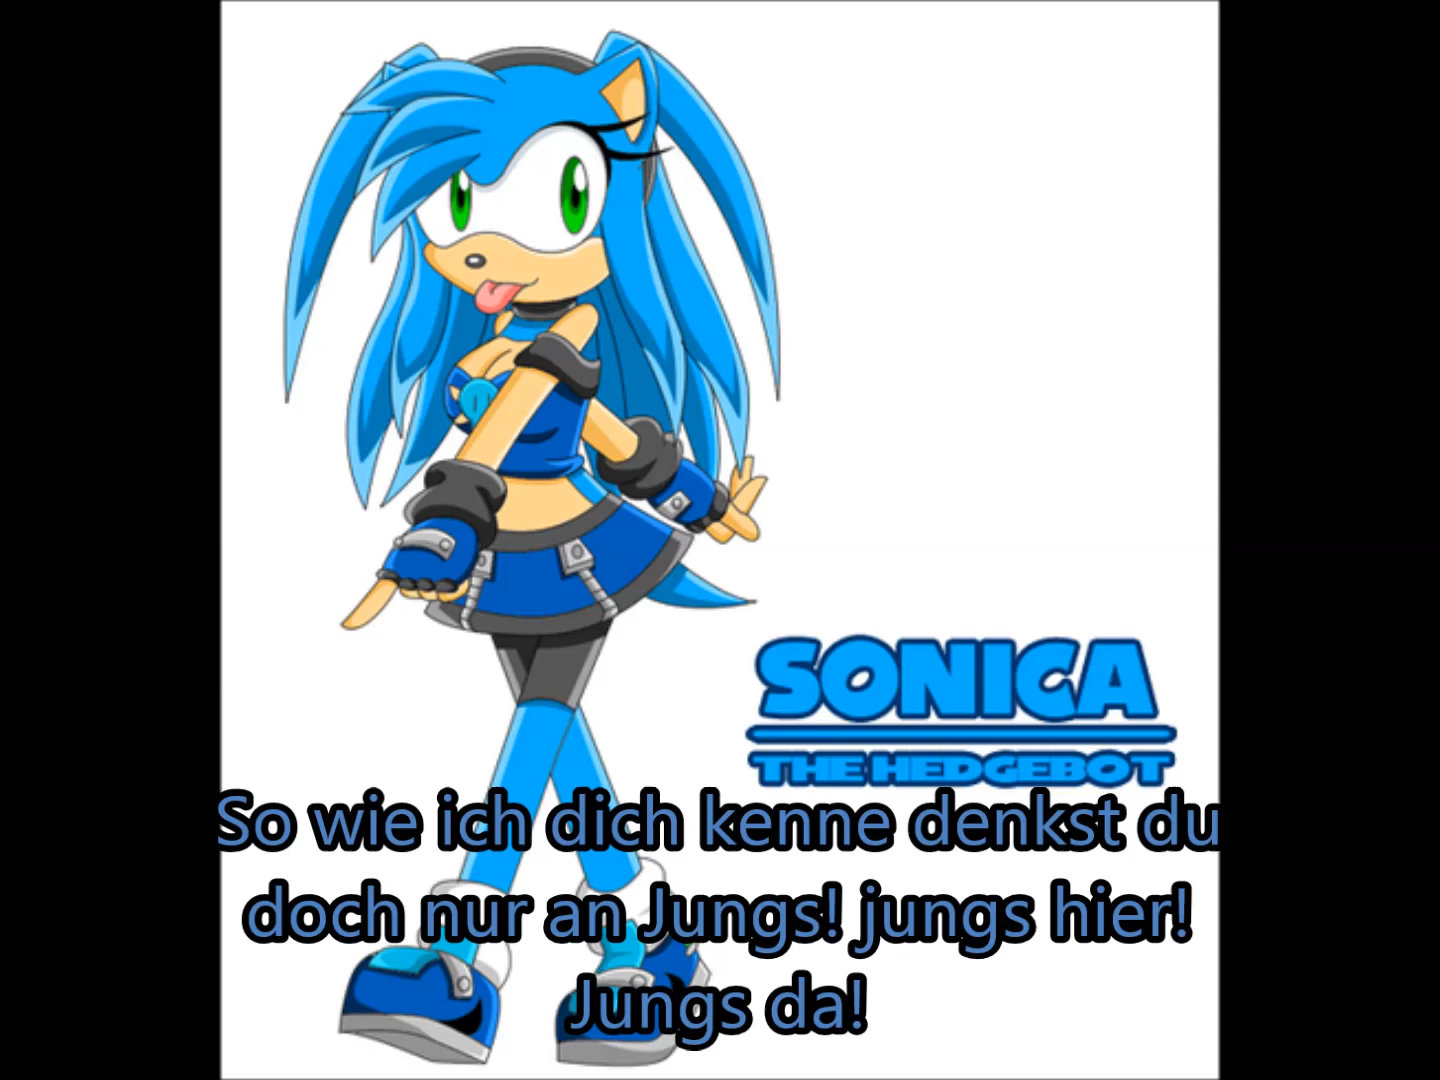 SONICA
THE HEDGEBOT
So wie ich dich kenne denkst du
doch nur an Jungs! jungs hier!
Jungs da!